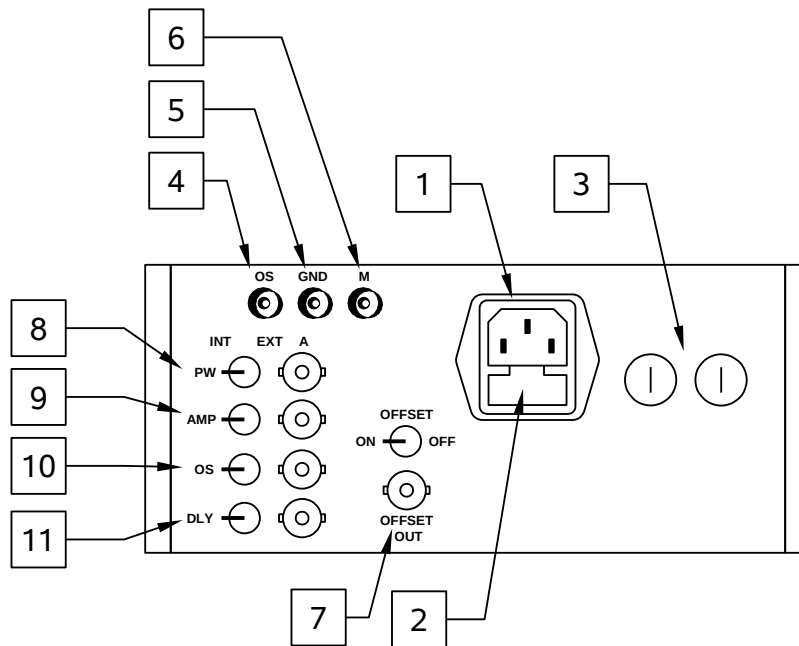 6
5
4
1
3
OS GND M
8
INT EXT A
PW
9
AMP
OFFSET
10
ON OFF
OS
11
DLY
OFFSET
OUT
7
2